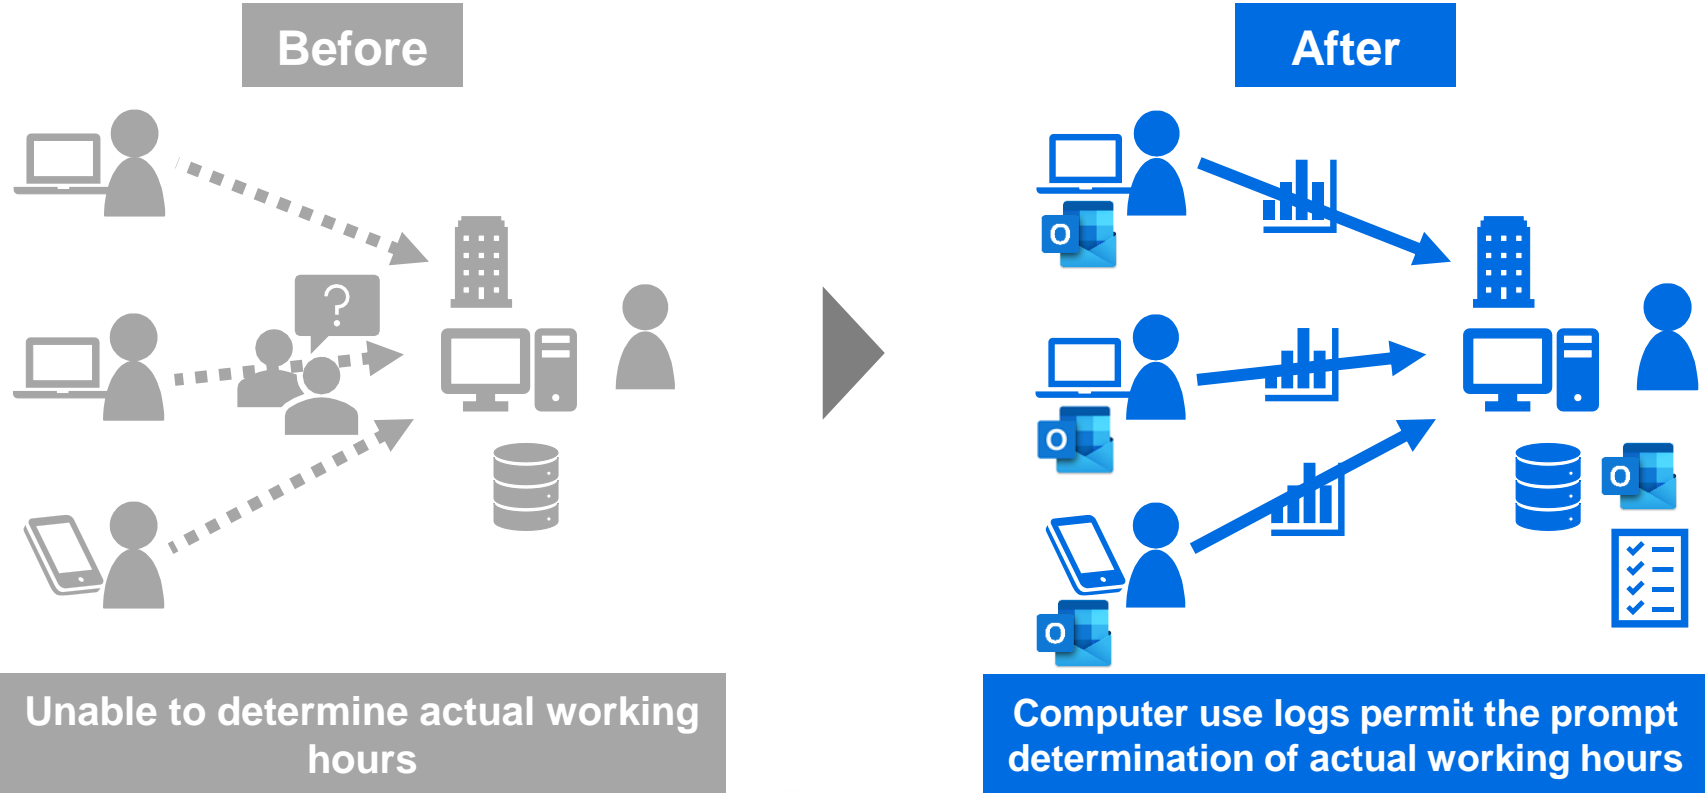 Before
After
?
O
O
O
O
Unable to determine actual working
hours
Computer use logs permit the prompt
determination of actual working hours